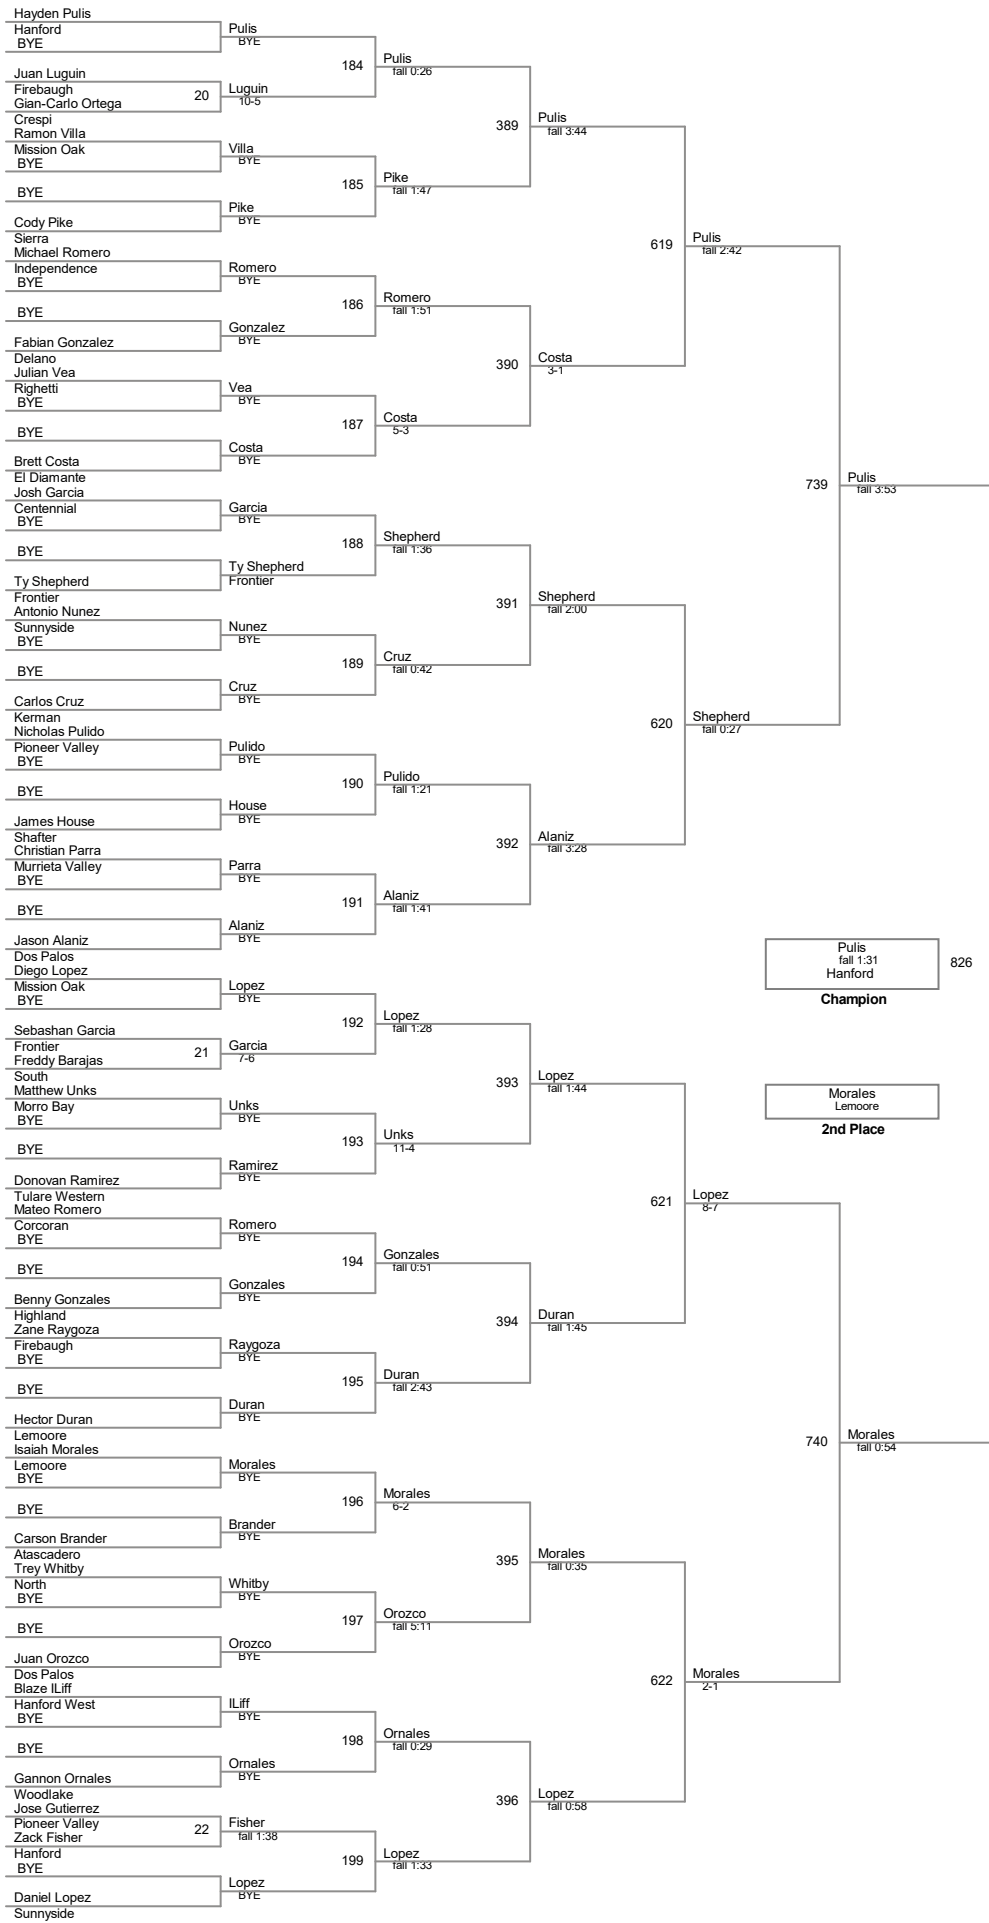 Hayden Pulis
Hanford
BYE
Pulis
BYE
184
Pulis
fall 0:26
Juan Luguin
Firebaugh
20
Luguin
10-5
Gian-Carlo Ortega
Crespi
389
Pulis
fall 3:44
Ramon Villa
Mission Oak
BYE
Villa
BYE
185
Pike
fall 1:47
BYE
Pike
BYE
Cody Pike
Sierra
619
Pulis
fall 2:42
Michael Romero
Independence
BYE
Romero
BYE
186
Romero
fall 1:51
BYE
Gonzalez
BYE
Fabian Gonzalez
Delano
390
Costa
3-1
Julian Vea
Righetti
BYE
Vea
BYE
187
Costa
5-3
BYE
Costa
BYE
Brett Costa
El Diamante
739
Pulis
fall 3:53
Josh Garcia
Centennial
BYE
Garcia
BYE
188
Shepherd
fall 1:36
BYE
Ty Shepherd
Frontier
Ty Shepherd
Frontier
391
Shepherd
fall 2:00
Antonio Nunez
Sunnyside
BYE
Nunez
BYE
189
Cruz
fall 0:42
BYE
Cruz
BYE
Carlos Cruz
Kerman
620
Shepherd
fall 0:27
Nicholas Pulido
Pioneer Valley
BYE
Pulido
BYE
190
Pulido
fall 1:21
BYE
House
BYE
James House
Shafter
392
Alaniz
fall 3:28
Christian Parra
Murrieta Valley
BYE
Parra
BYE
191
Alaniz
fall 1:41
BYE
Alaniz
BYE
Jason Alaniz
Dos Palos
Pulis
fall 1:31
Hanford
826
Champion
Diego Lopez
Mission Oak
BYE
Lopez
BYE
192
Lopez
fall 1:28
Sebashan Garcia
Frontier
21
Garcia
7-6
Freddy Barajas
South
393
Lopez
fall 1:44
Morales
Lemoore
2nd Place
Matthew Unks
Morro Bay
BYE
Unks
BYE
193
Unks
11-4
BYE
Ramirez
BYE
Donovan Ramirez
Tulare Western
621
Lopez
8-7
Mateo Romero
Corcoran
BYE
Romero
BYE
194
Gonzales
fall 0:51
BYE
Gonzales
BYE
Benny Gonzales
Highland
394
Duran
fall 1:45
Zane Raygoza
Firebaugh
BYE
Raygoza
BYE
195
Duran
fall 2:43
BYE
Duran
BYE
Hector Duran
Lemoore
740
Morales
fall 0:54
Isaiah Morales
Lemoore
BYE
Morales
BYE
196
Morales
6-2
BYE
Brander
BYE
Carson Brander
Atascadero
395
Morales
fall 0:35
Trey Whitby
North
BYE
Whitby
BYE
197
Orozco
fall 5:11
BYE
Orozco
BYE
Juan Orozco
Dos Palos
622
Morales
2-1
Blaze ILiff
Hanford West
BYE
ILiff
BYE
198
Ornales
fall 0:29
BYE
Ornales
BYE
Gannon Ornales
Woodlake
396
Lopez
fall 0:58
Jose Gutierrez
Pioneer Valley
22
Fisher
fall 1:38
Zack Fisher
Hanford
199
Lopez
fall 1:33
BYE
Lopez
BYE
Daniel Lopez
Sunnyside